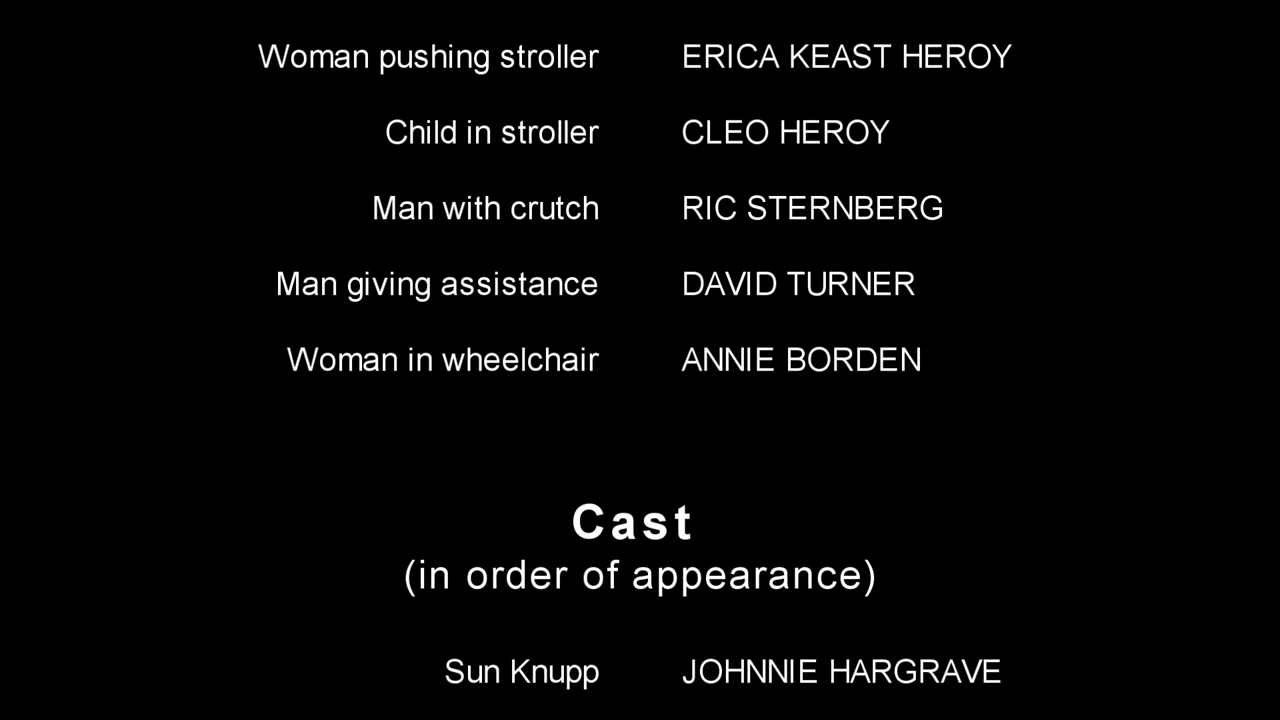 Woman pushing stroller ERICA KEAST HEROY
Child in stroller CLEO HEROY
Man with crutch RIC STERNBERG
Man giving assistance DAVID TURNER
Woman in wheelchair ANNIE BORDEN
Cast
(in order of appearance)
Sun Knupp JOHNNIE HARGRAVE